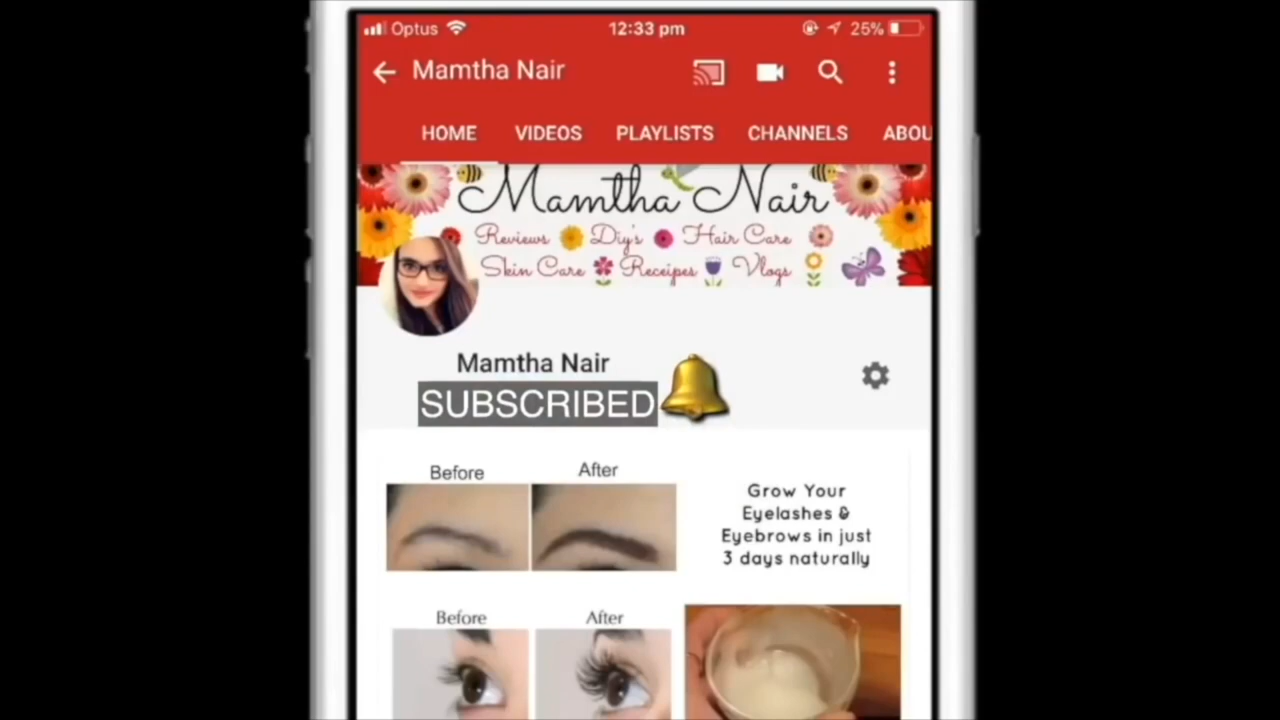 Optus 12:33 pm 25%
Mamtha Nair
HOME VIDEOS PLAYLISTS CHANNELS ABOU
Mamtha Nair
Reviews Diy's Hair Care
Skin Care Receipes Vlogs
Mamtha Nair
SUBSCRIBED
Before After
Grow Your
Eyelashes &
Eyebrows in just
3 days naturally
Before After